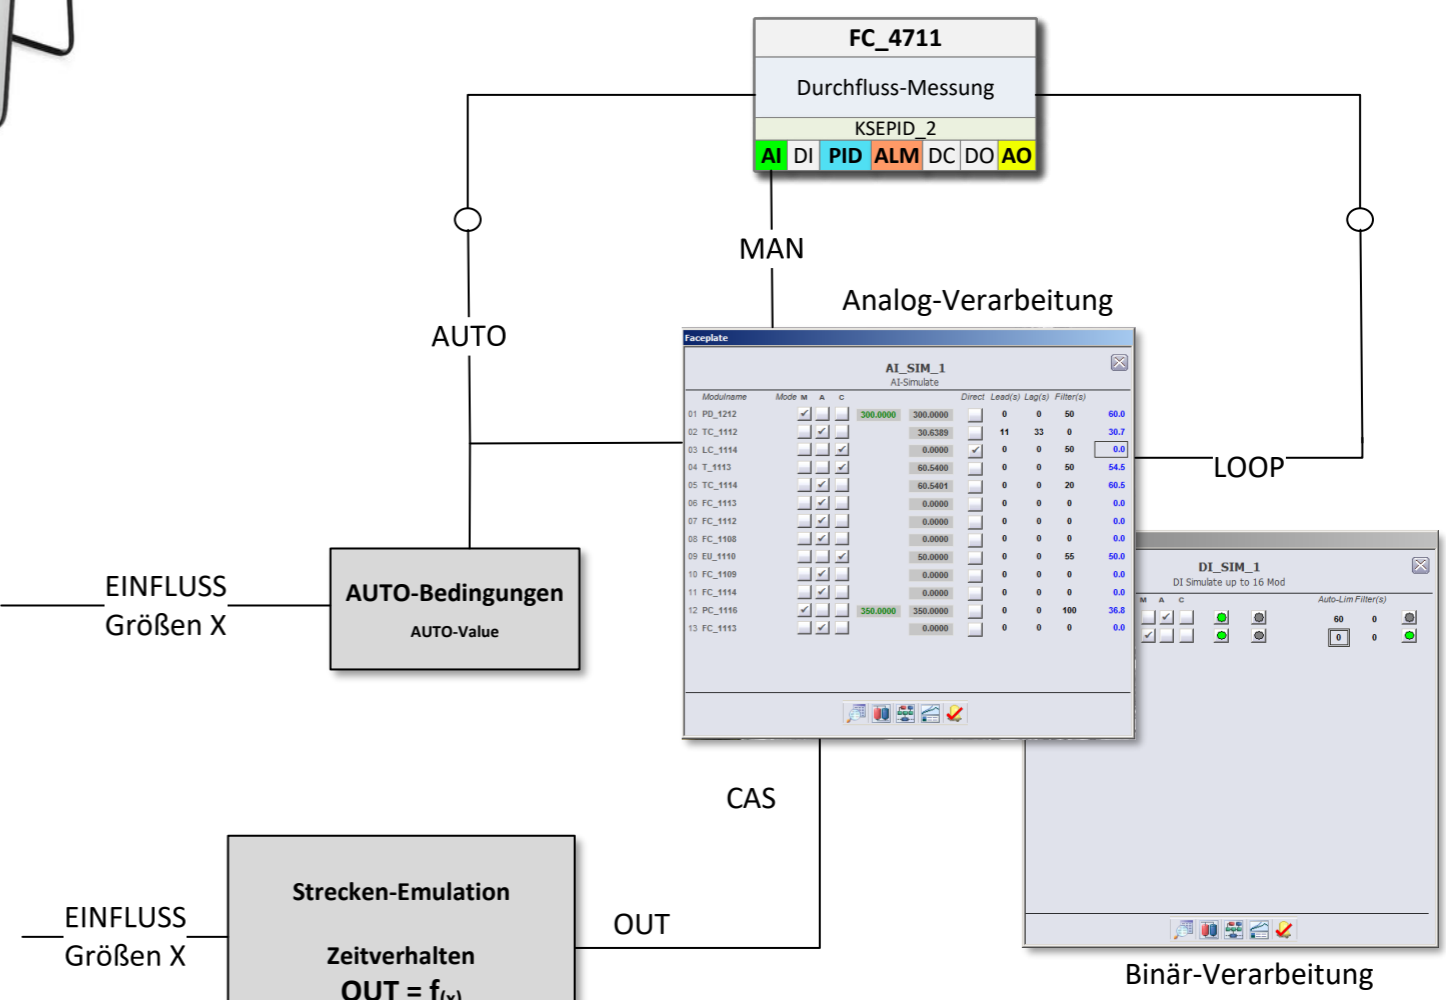 FC_4711
Durchfluss-Messung
KSEPID_2
AI DI PID ALM DC DO AO
MAN
AUTO
Analog-Verarbeitung
Faceplate
AI_SIM_1
AI-Simulate
Modulname Mode M A C Direct Lead(s) Lag(s) Filter(s)
01 PD_1212 300.0000 300.0000 0 0 50 60.0
02 TC_1112 30.6389 11 33 0 30.7
03 LC_1114 0.0000 0 0 50 0.0
04 T_1113 60.5400 0 0 50 54.5
05 TC_1114 60.5401 0 0 20 60.5
06 FC_1113 0.0000 0 0 0 0.0
07 FC_1112 0.0000 0 0 0 0.0
08 FC_1108 0.0000 0 0 0 0.0
09 EU_1110 50.0000 0 0 55 50.0
10 FC_1109 0.0000 0 0 0 0.0
11 FC_1114 0.0000 0 0 0 0.0
12 PC_1116 350.0000 350.0000 0 0 100 36.8
13 FC_1113 0.0000 0 0 0 0.0
LOOP
DI_SIM_1
DI Simulate up to 16 Mod
M A C Auto-Lim Filter(s)
60 0
0 0
EINFLUSS
Größen X
AUTO-Bedingungen
AUTO-Value
CAS
Strecken-Emulation
EINFLUSS
Größen X
OUT
Zeitverhalten
OUT = f(x)
Binär-Verarbeitung